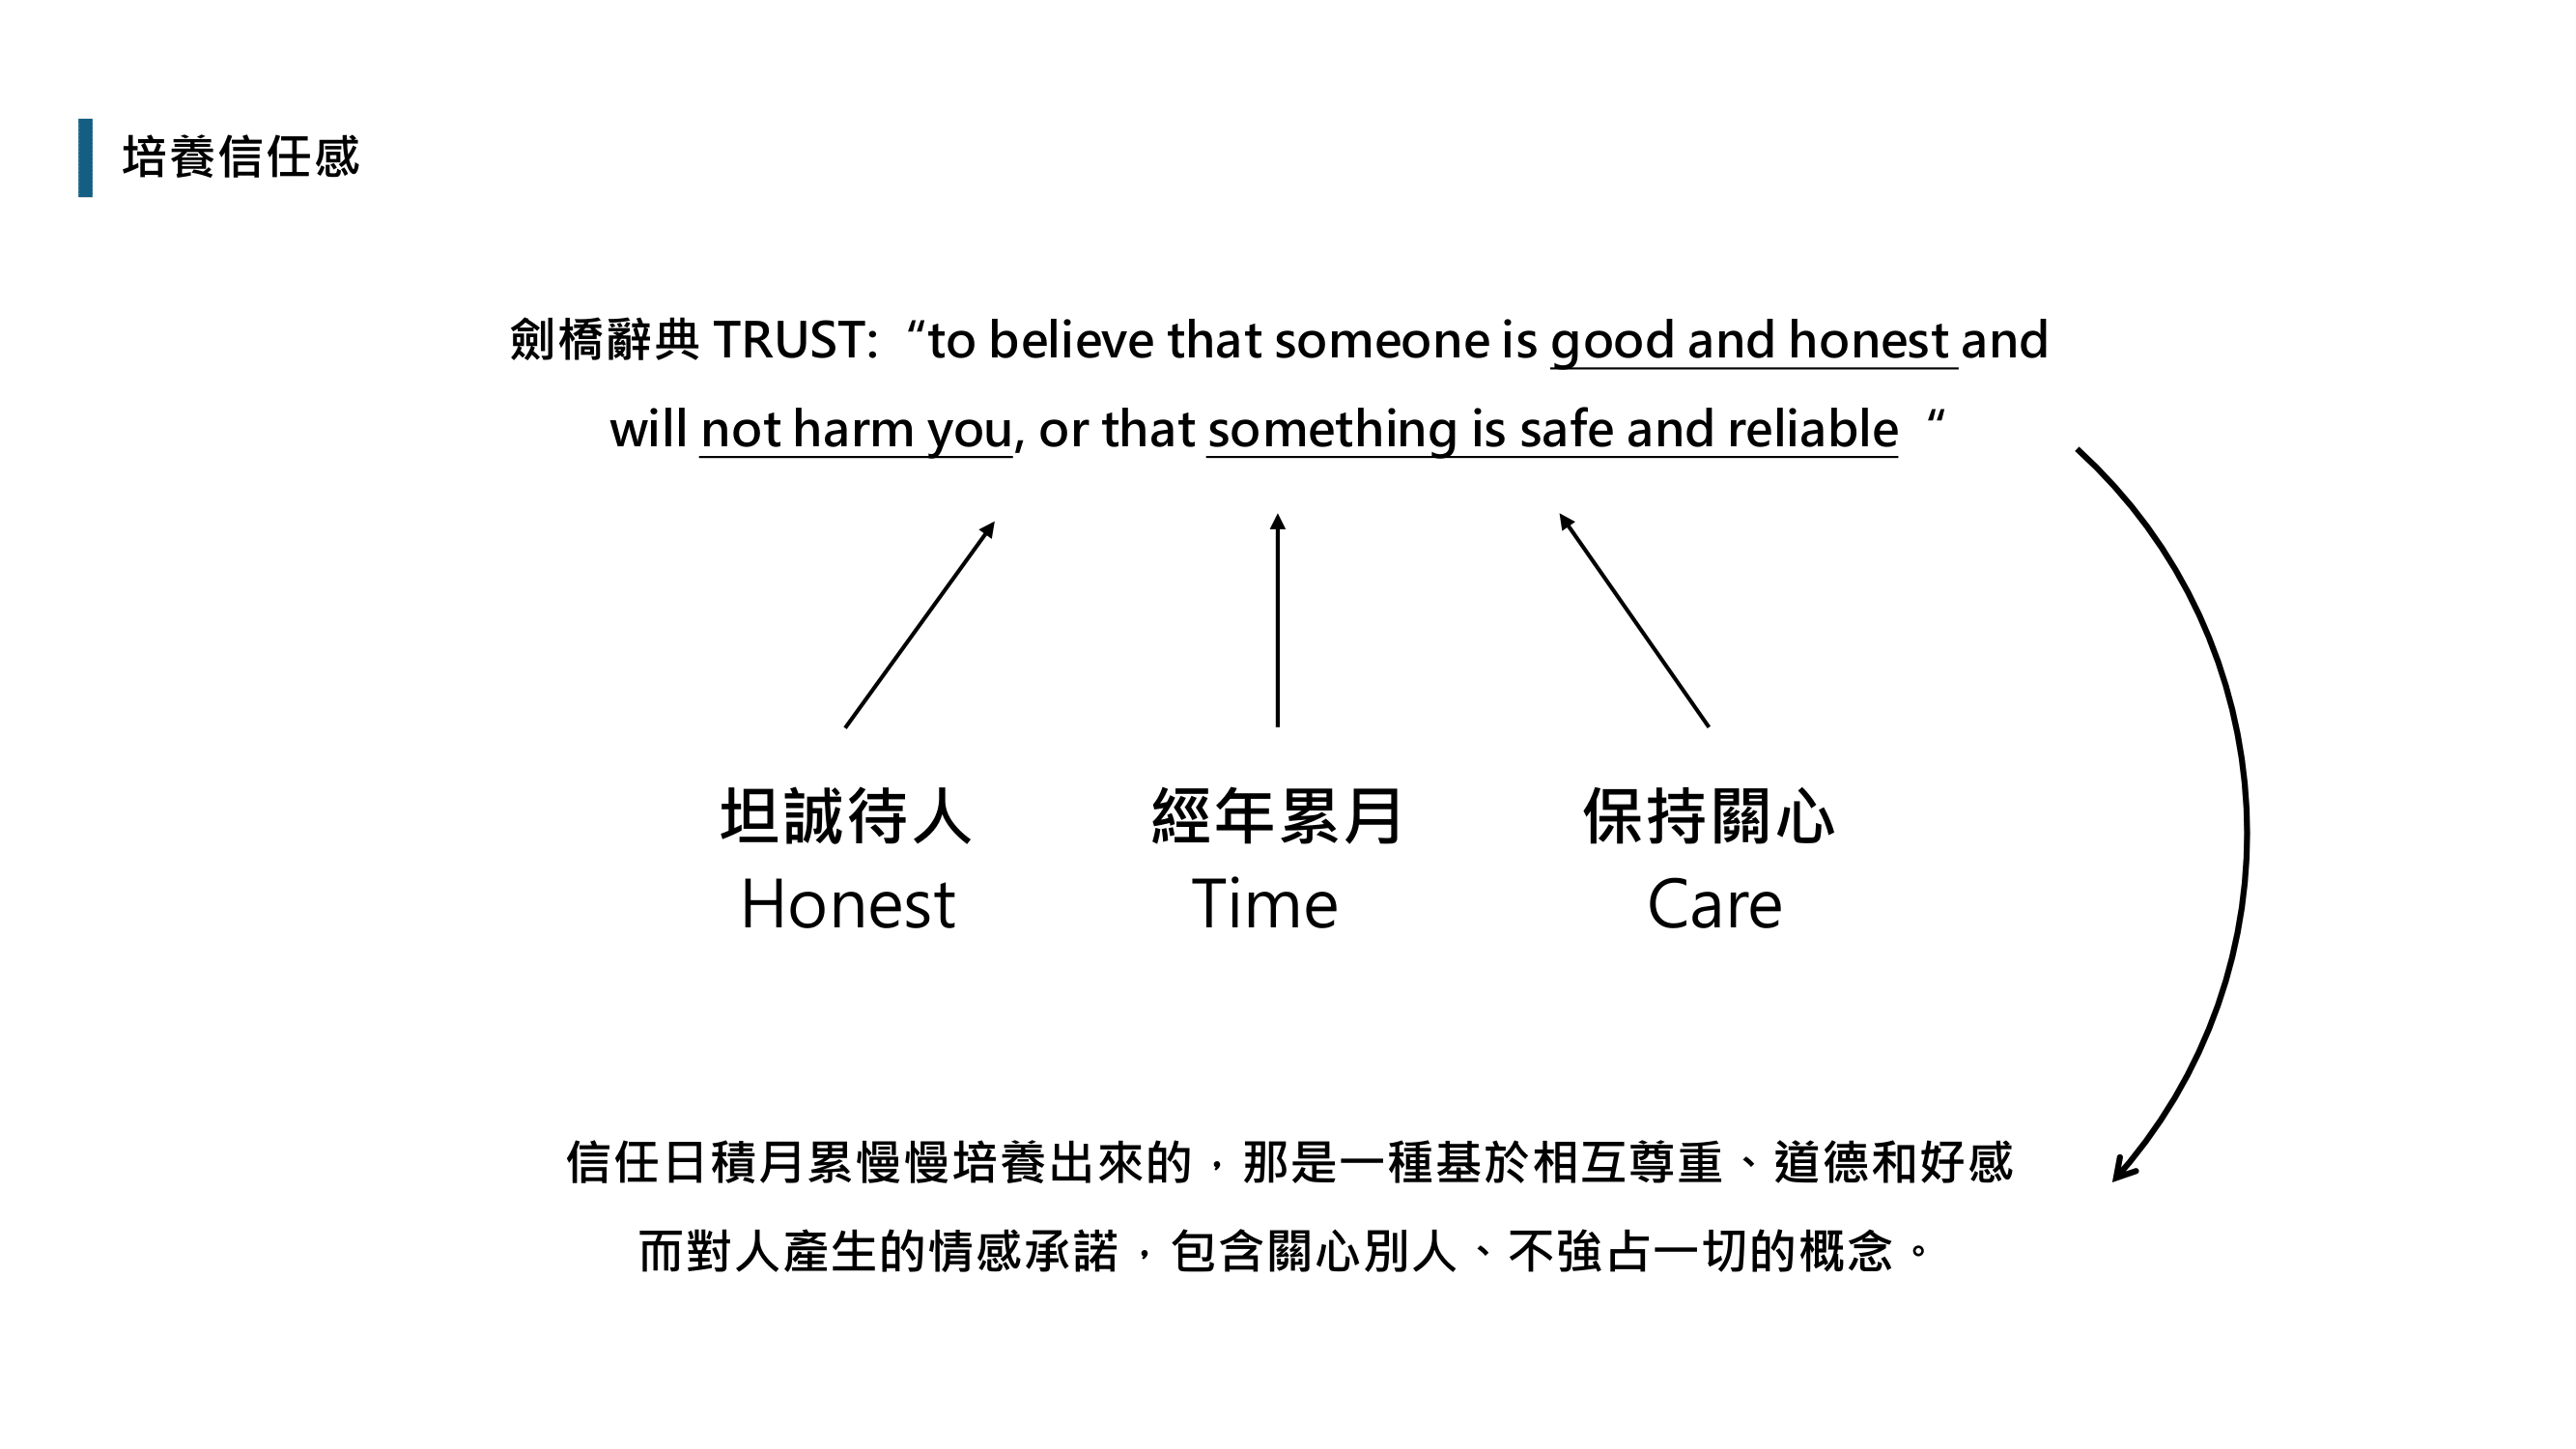 培養信任感
劍橋辭典 TRUST:“to believe that someone is good and honest and
will not harm you, or that something is safe and reliable “
坦誠待人
Honest
經年累月
Time
保持關心
Care
信任日積月累慢慢培養出來的，那是一種基於相互尊重、道德和好感
而對人產生的情感承諾，包含關心別人、不強占一切的概念。